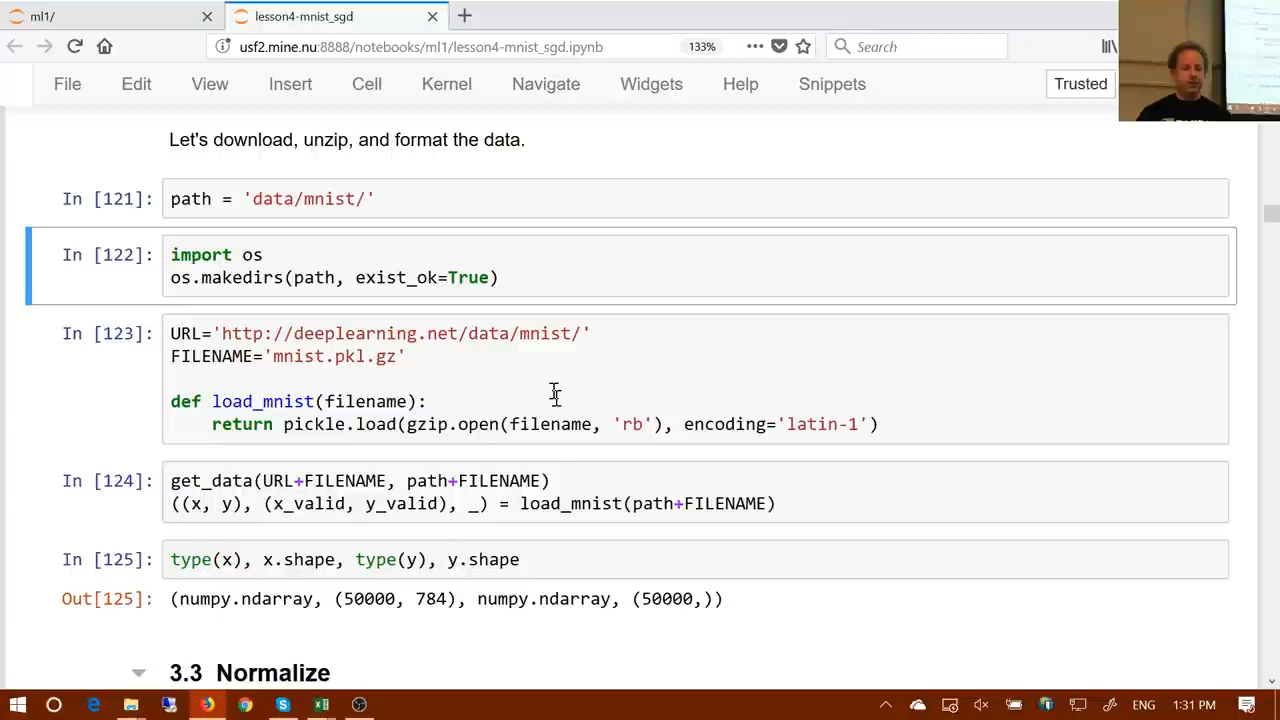 ml1/
lesson4-mnist_sgd
usf2.mine.nu:8888/notebooks/ml1/lesson4-mnist_sgd.ipynb
133%
Search
File Edit View Insert Cell Kernel Navigate Widgets Help Snippets
Trusted
Let's download, unzip, and format the data.
In [121]: path = 'data/mnist/'
In [122]: import os
os.makedirs(path, exist_ok=True)
In [123]: URL='http://deeplearning.net/data/mnist/'
FILENAME='mnist.pkl.gz'
def load_mnist(filename):
return pickle.load(gzip.open(filename, 'rb'), encoding='latin-1')
In [124]: get_data(URL+FILENAME, path+FILENAME)
((x, y), (x_valid, y_valid), _) = load_mnist(path+FILENAME)
In [125]: type(x), x.shape, type(y), y.shape
Out[125]: (numpy.ndarray, (50000, 784), numpy.ndarray, (50000,))
3.3 Normalize
ENG
1:31 PM